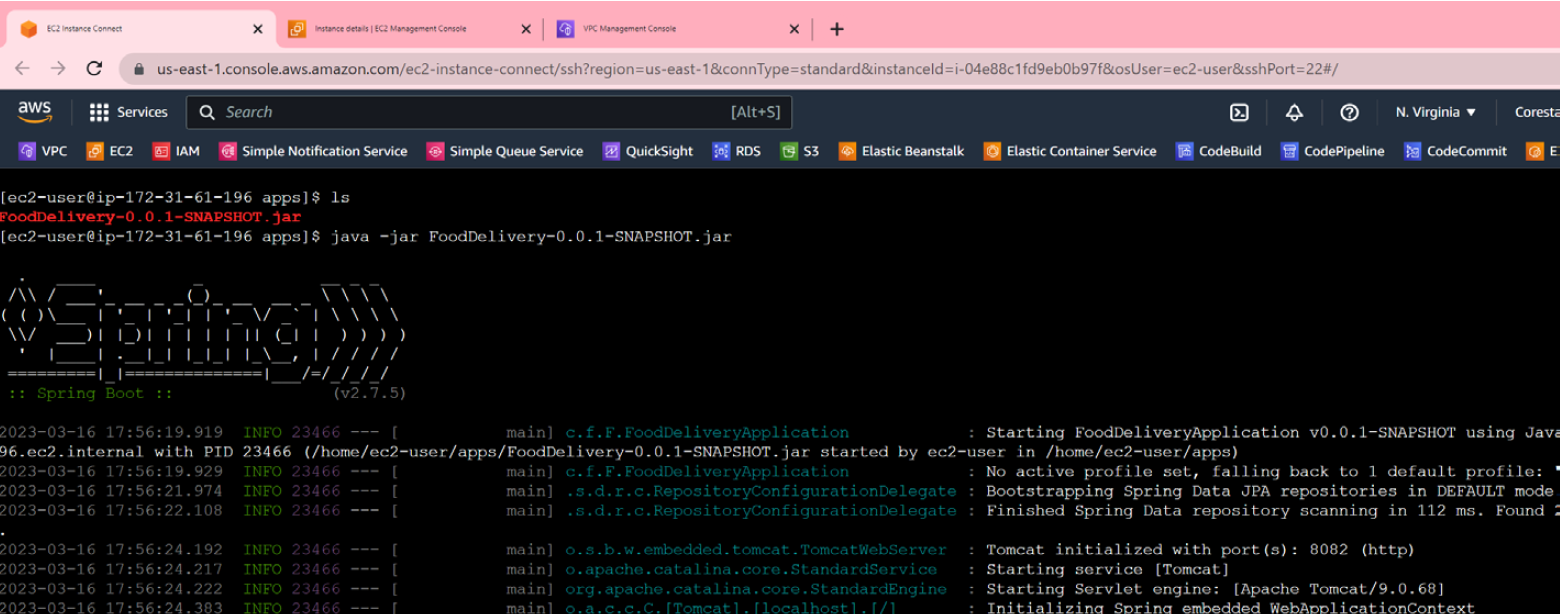 EC2 Instance Connect
Instance details | EC2 Management Console
VPC Management Console
us-east-1.console.aws.amazon.com/ec2-instance-connect/ssh?region=us-east-1&connType=standard&instanceId=i-04e88c1fd9eb0b97f&osUser=ec2-user&sshPort=22#/
aws Services Search [Alt+S] N. Virginia Coresta
VPC EC2 IAM Simple Notification Service Simple Queue Service QuickSight RDS S3 Elastic Beanstalk Elastic Container Service CodeBuild CodePipeline CodeCommit
[ec2-user@ip-172-31-61-196 apps]$ ls
FoodDelivery-0.0.1-SNAPSHOT.jar
[ec2-user@ip-172-31-61-196 apps]$ java -jar FoodDelivery-0.0.1-SNAPSHOT.jar
Spring
:: Spring Boot :: (v2.7.5)
2023-03-16 17:56:19.919 INFO 23466 --- [ main] c.f.F.FoodDeliveryApplication : Starting FoodDeliveryApplication v0.0.1-SNAPSHOT using Java
96.ec2.internal with PID 23466 (/home/ec2-user/apps/FoodDelivery-0.0.1-SNAPSHOT.jar started by ec2-user in /home/ec2-user/apps)
2023-03-16 17:56:19.929 INFO 23466 --- [ main] c.f.F.FoodDeliveryApplication : No active profile set, falling back to 1 default profile: "
2023-03-16 17:56:21.974 INFO 23466 --- [ main] .s.d.r.c.RepositoryConfigurationDelegate : Bootstrapping Spring Data JPA repositories in DEFAULT mode
2023-03-16 17:56:22.108 INFO 23466 --- [ main] .s.d.r.c.RepositoryConfigurationDelegate : Finished Spring Data repository scanning in 112 ms. Found
.
2023-03-16 17:56:24.192 INFO 23466 --- [ main] o.s.b.w.embedded.tomcat.TomcatWebServer : Tomcat initialized with port(s): 8082 (http)
2023-03-16 17:56:24.217 INFO 23466 --- [ main] o.apache.catalina.core.StandardService : Starting service [Tomcat]
2023-03-16 17:56:24.222 INFO 23466 --- [ main] org.apache.catalina.core.StandardEngine : Starting Servlet engine: [Apache Tomcat/9.0.68]
2023-03-16 17:56:24.383 INFO 23466 --- [ main] o.a.c.c.C.[Tomcat].[localhost].[/] : Initializing Spring embedded WebApplicationContext